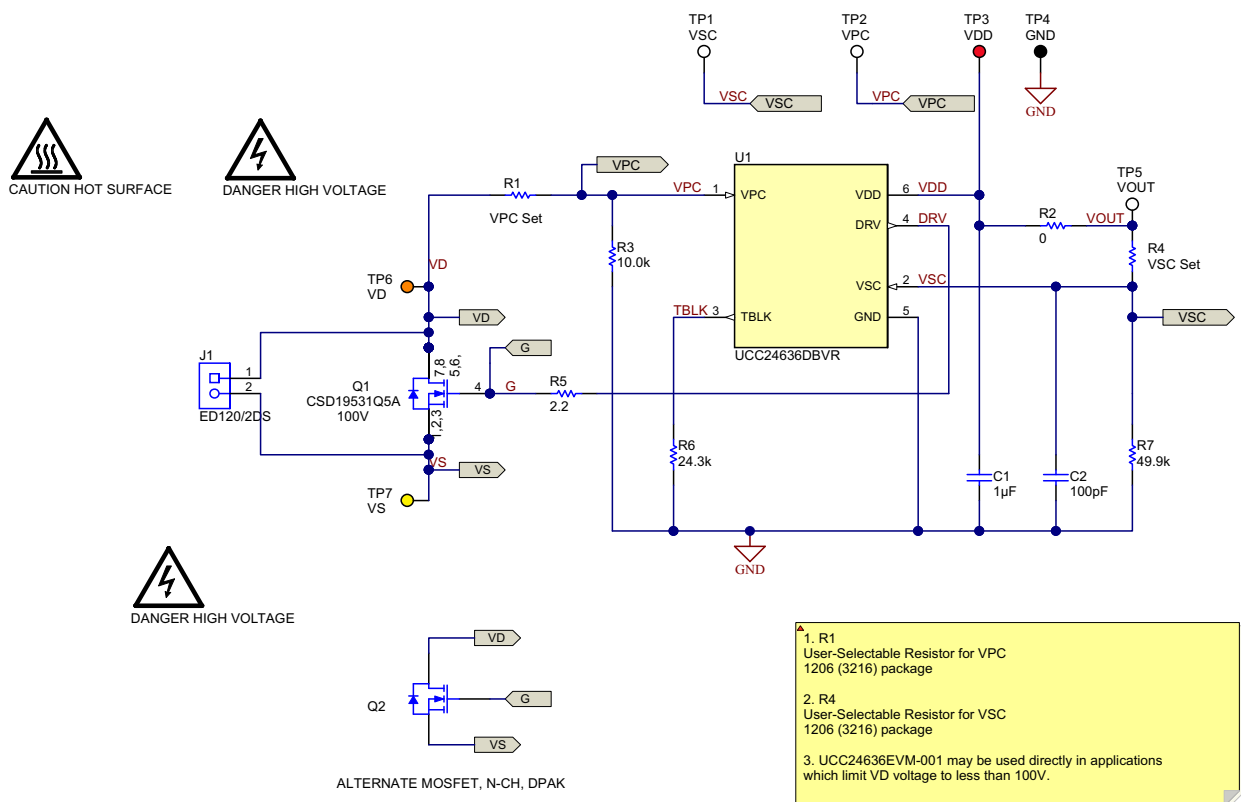 TP1
VSC
TP2
VPC
TP3
VDD
TP4
GND
VSC
VSC
VPC
VPC
GND
CAUTION HOT SURFACE
DANGER HIGH VOLTAGE
VPC
R1
VPC Set
VPC
1
U1
VPC
VDD
6
VDD
DRV
4
DRV
VSC
2
VSC
GND
5
TBLK
3
TBLK
UCC24636DBVR
R3
10.0k
R2
0
VOUT
TP5
VOUT
R4
VSC Set
VSC
VD
TP6
VD
VD
J1
1
2
ED120/2DS
Q1
CSD19531Q5A
100V
7,8
5,6,
1,2,3
4
G
G
R5
2.2
VS
VS
TP7
VS
R6
24.3k
C1
1µF
C2
100pF
R7
49.9k
GND
DANGER HIGH VOLTAGE
VD
Q2
G
VS
ALTERNATE MOSFET, N-CH, DPAK
1. R1
User-Selectable Resistor for VPC
1206 (3216) package
2. R4
User-Selectable Resistor for VSC
1206 (3216) package
3. UCC24636EVM-001 may be used directly in applications
which limit VD voltage to less than 100V.